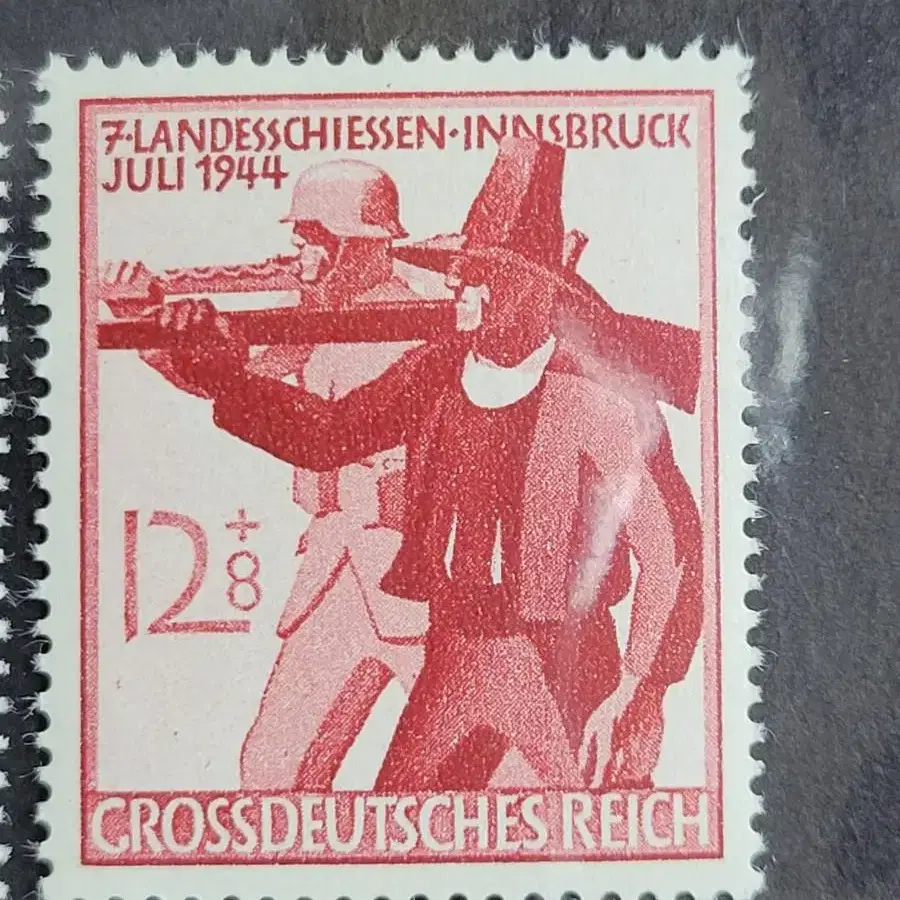 7·LANDESSCHIESSEN·INNSBRUCK
JULI 1944
12+8
GROSSDEUTSCHES REICH